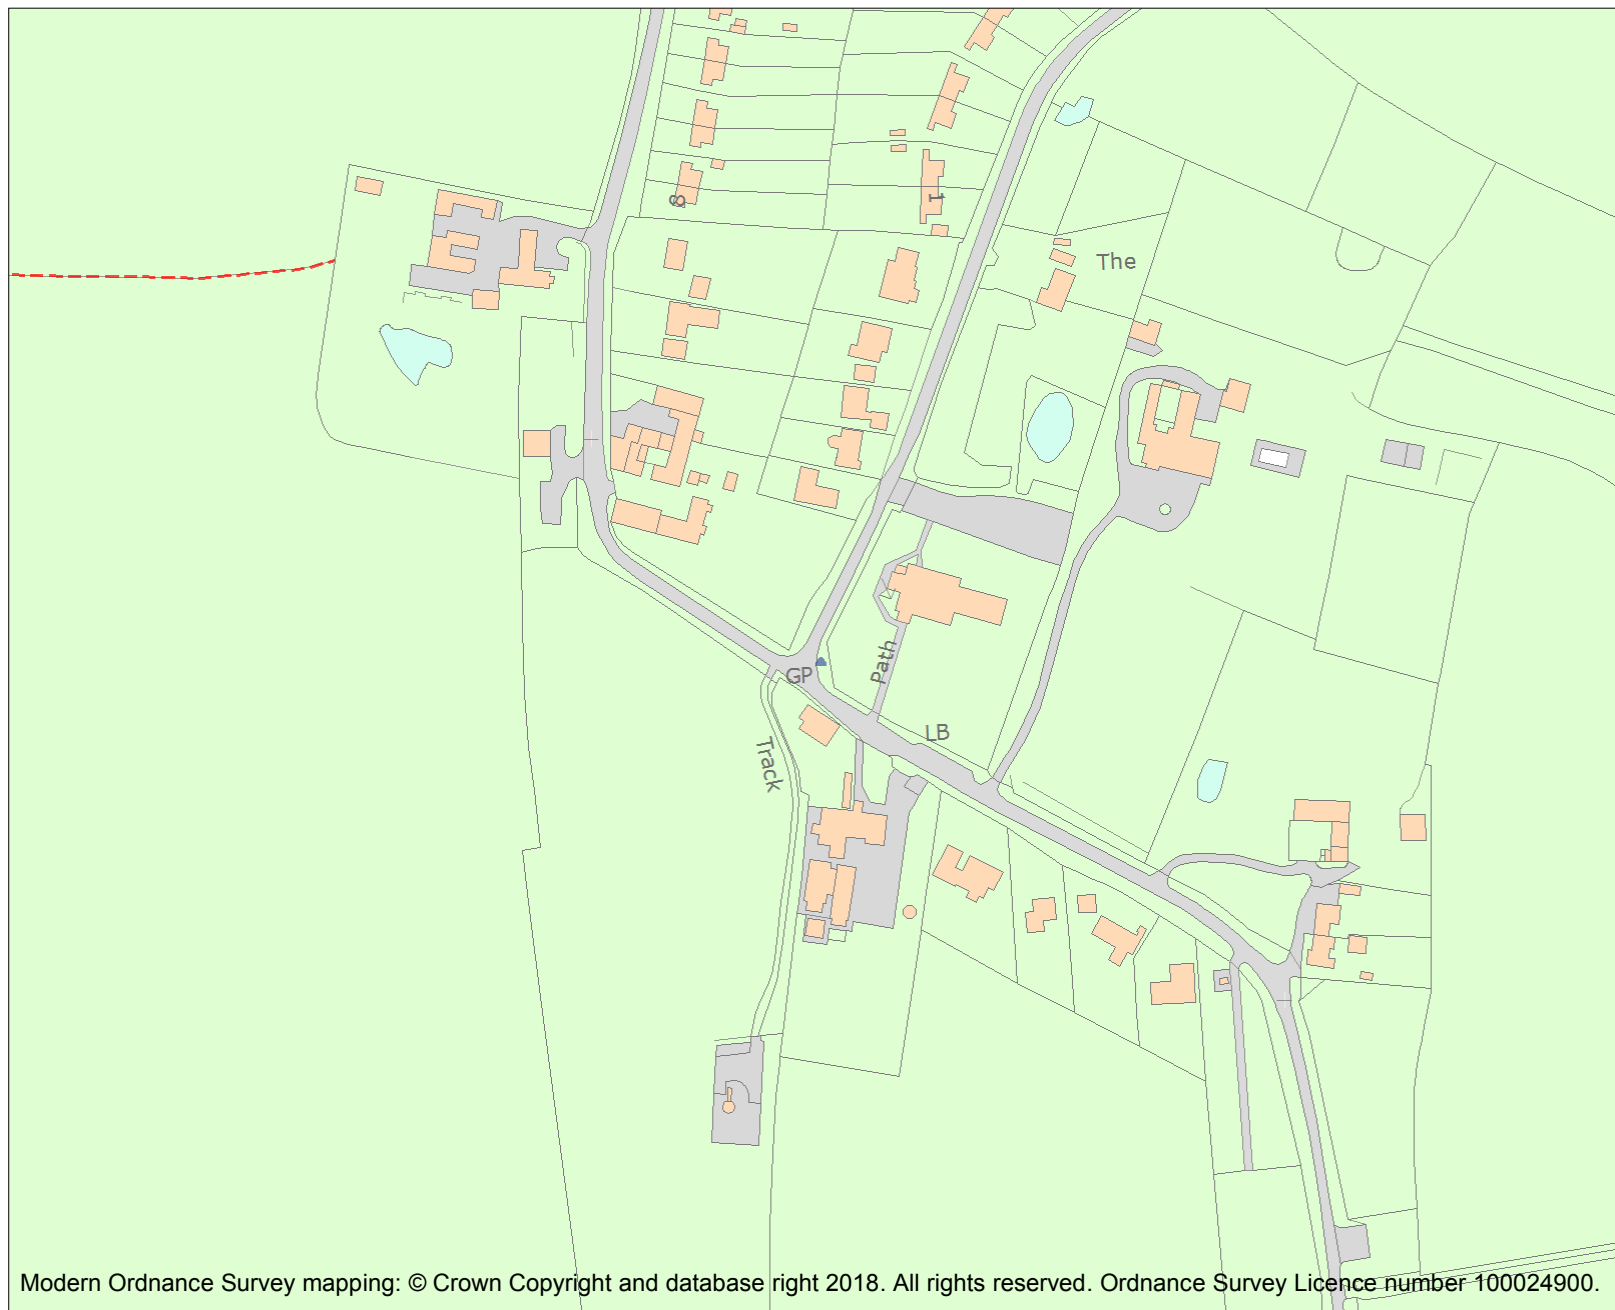 8
1
The
Path
GP
LB
Track
Modern Ordnance Survey mapping: © Crown Copyright and database right 2018. All rights reserved. Ordnance Survey Licence number 100024900.